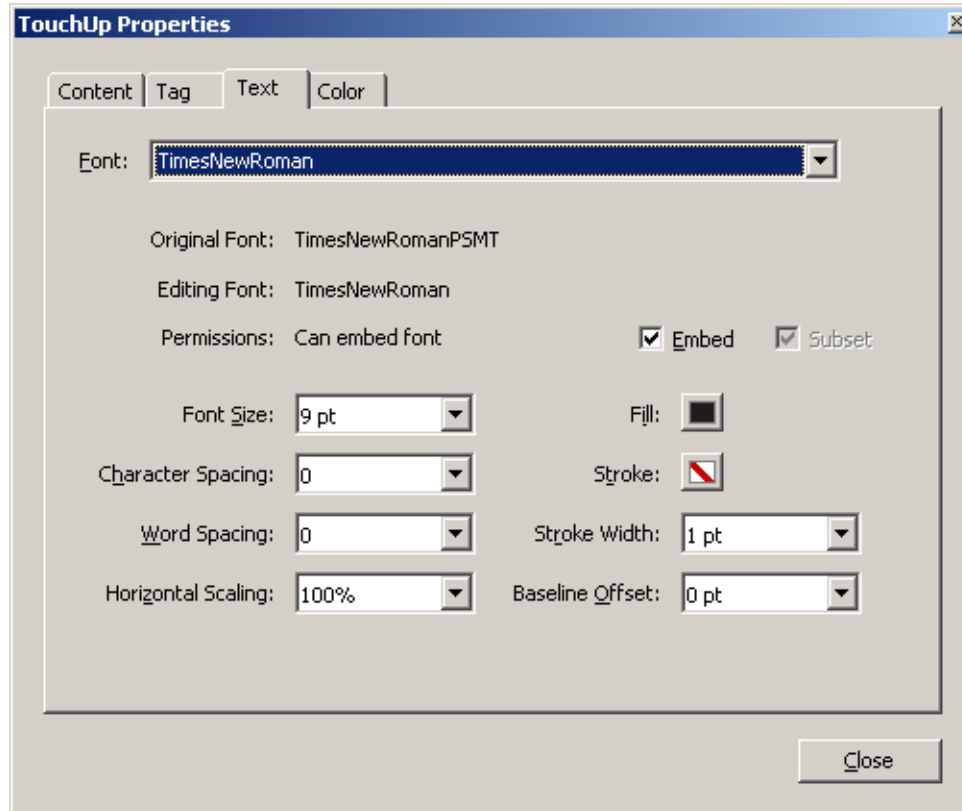 TouchUp Properties
Content Tag Text Color
Font: TimesNewRoman
Original Font: TimesNewRomanPSMT
Editing Font: TimesNewRoman
Permissions: Can embed font Embed Subset
Font Size: 9 pt Fill:
Character Spacing: 0 Stroke:
Word Spacing: 0 Stroke Width: 1 pt
Horizontal Scaling: 100% Baseline Offset: 0 pt
Close